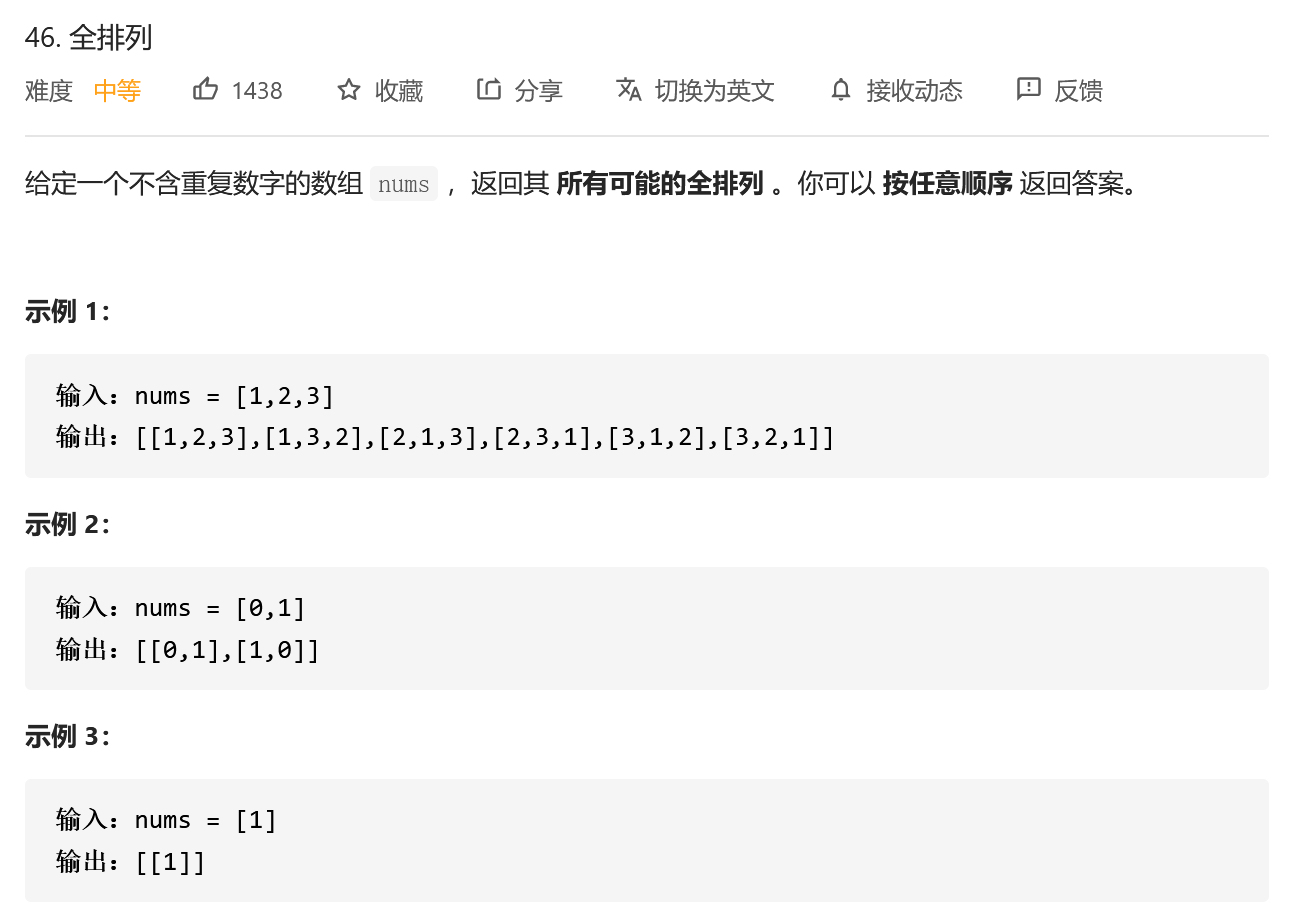 46. 全排列
难度 中等 1438 收藏 分享 切换为英文 接收动态 反馈
给定一个不含重复数字的数组 nums ，返回其 所有可能的全排列 。你可以 按任意顺序 返回答案。
示例 1：
输入：nums = [1,2,3]
输出：[[1,2,3],[1,3,2],[2,1,3],[2,3,1],[3,1,2],[3,2,1]]
示例 2：
输入：nums = [0,1]
输出：[[0,1],[1,0]]
示例 3：
输入：nums = [1]
输出：[[1]]